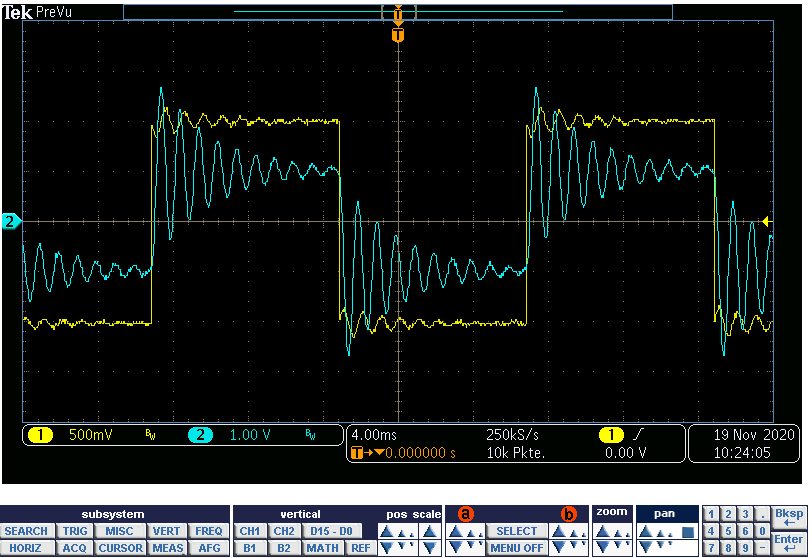 Tek PreVu
T
T
2
1 500mV BW 2 1.00 V BW
4.00ms 250kS/s 1 0.00 V
T 0.000000 s 10k Pkte.
19 Nov 2020
10:24:05
subsystem vertical pos scale a b zoom pan
SEARCH TRIG MISC VERT FREQ CH1 CH2 D15 - D0 SELECT 1 2 3 . Bksp
HORIZ ACQ CURSOR MEAS AFG B1 B2 MATH REF MENU OFF 4 5 6 0 Enter
7 8 9 -